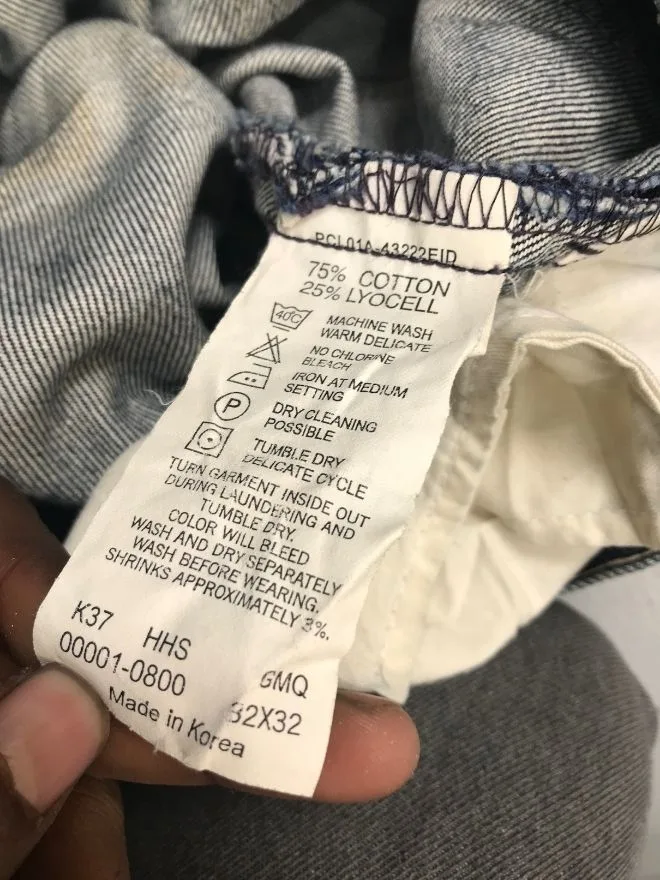 75% COTTON
25% LYOCELL
40°C MACHINE WASH
WARM DELICATE
NO CHLORINE
BLEACH
IRON AT MEDIUM
SETTING
P DRY CLEANING
POSSIBLE
TUMBLE DRY
DELICATE CYCLE
TURN GARMENT INSIDE OUT
DURING LAUNDERING AND
TUMBLE DRY.
COLOR WILL BLEED
WASH AND DRY SEPARATELY
WASH BEFORE WEARING.
SHRINKS APPROXIMATELY 3%.
K37 HHS GMQ
00001-0800 32X32
Made in Korea